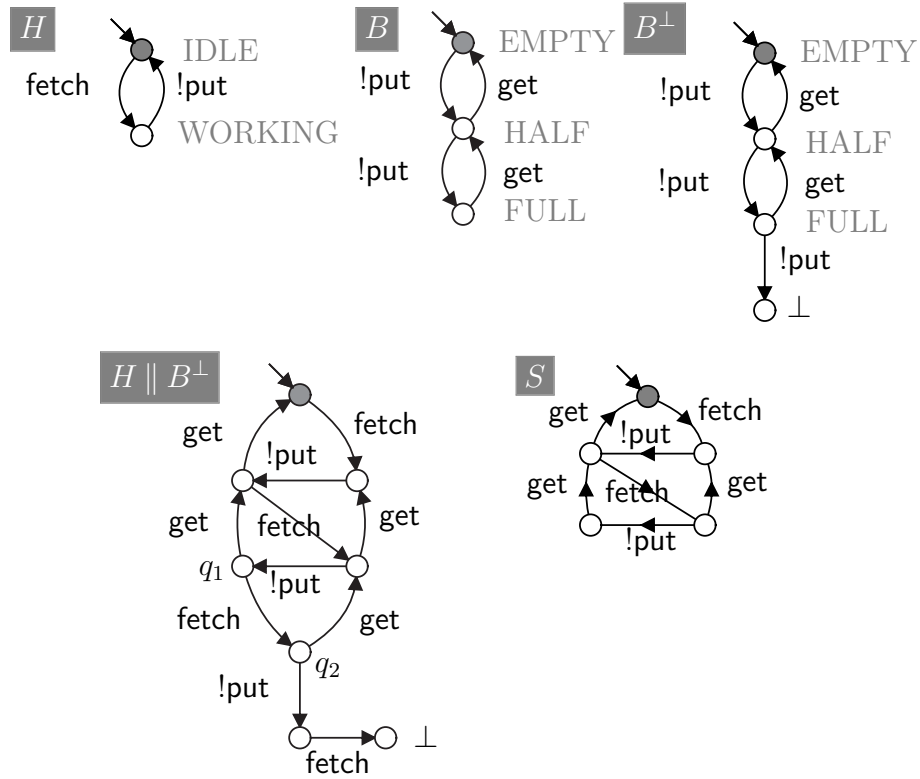 H
IDLE
fetch
!put
WORKING
B
EMPTY
!put
get
HALF
!put
get
FULL
B⊥
EMPTY
!put
get
HALF
!put
get
FULL
!put
⊥
H ∥ B⊥
get
fetch
!put
get
fetch
get
q1
!put
fetch
get
q2
!put
fetch
⊥
S
get
fetch
!put
get
fetch
get
!put